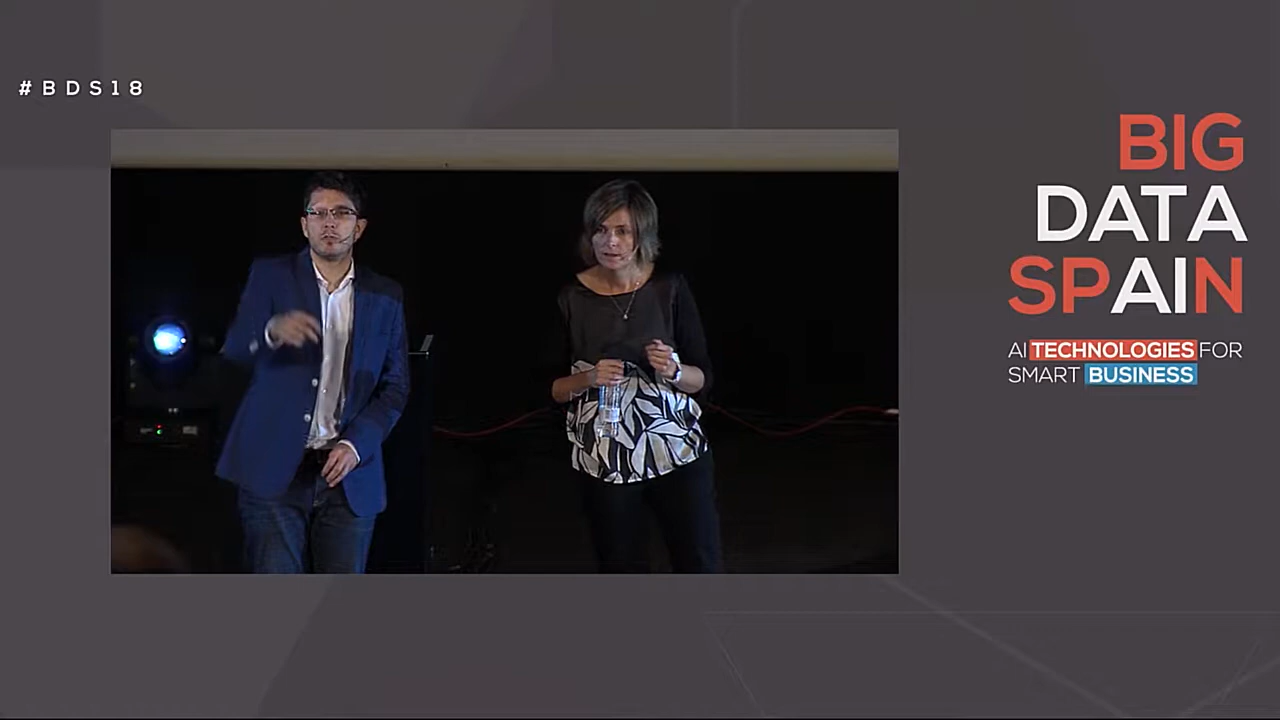 #BDS18
BIG
DATA
SPAIN
AI TECHNOLOGIES FOR
SMART BUSINESS